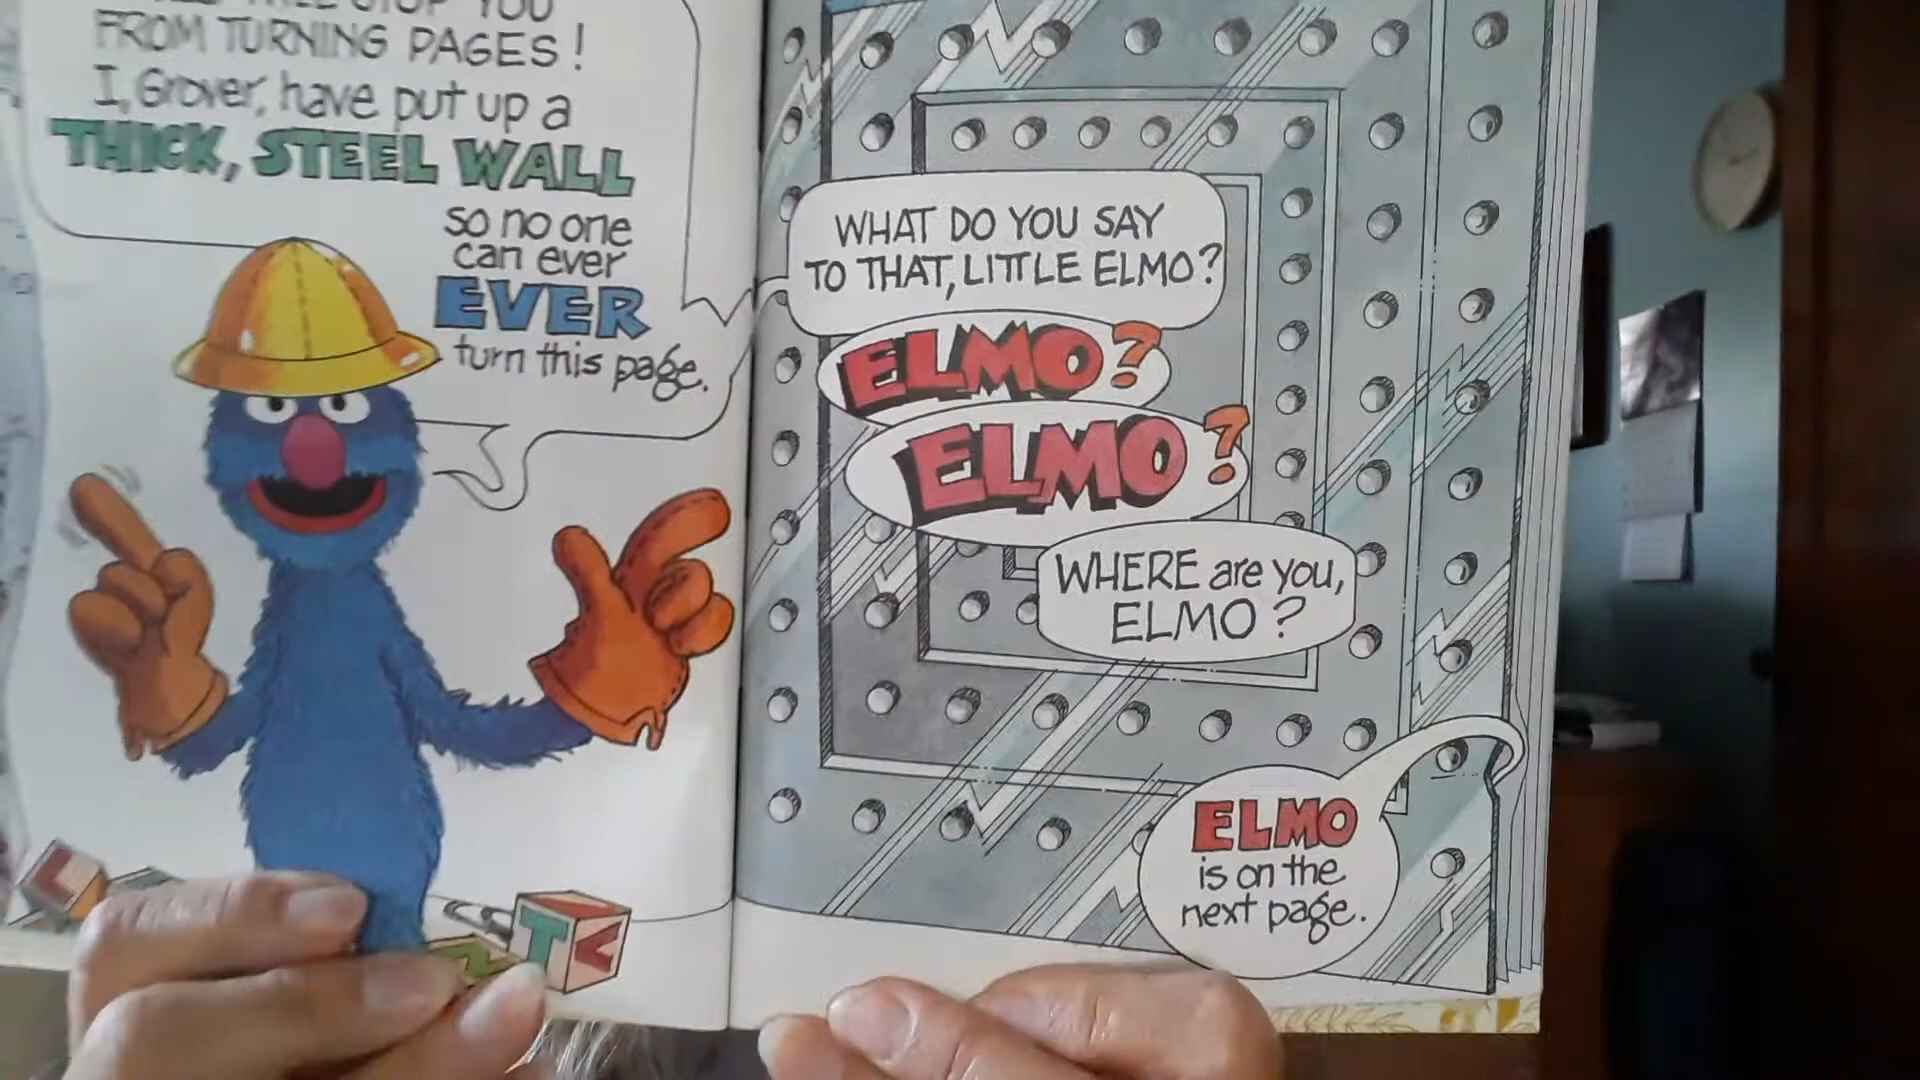 STOP YOU
FROM TURNING PAGES!
I, Grover, have put up a
THICK, STEEL WALL
so no one
can ever
EVER
turn this page.
WHAT DO YOU SAY
TO THAT, LITTLE ELMO?
ELMO?
ELMO?
WHERE are you,
ELMO?
ELMO
is on the
next page.
L
Z
T